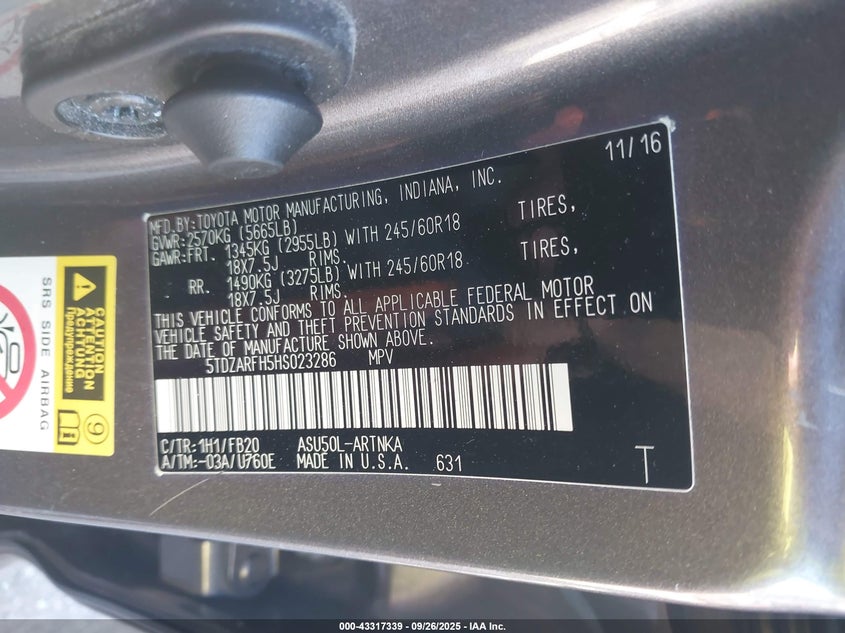 11/16
MFD.BY:TOYOTA MOTOR MANUFACTURING, INDIANA, INC.
GVWR:2570KG (5665LB)
GAWR:FRT. 1345KG (2955LB) WITH 245/60R18 TIRES,
18X7.5J RIMS.
RR. 1490KG (3275LB) WITH 245/60R18 TIRES,
18X7.5J RIMS.
THIS VEHICLE CONFORMS TO ALL APPLICABLE FEDERAL MOTOR
VEHICLE SAFETY AND THEFT PREVENTION STANDARDS IN EFFECT ON
THE DATE OF MANUFACTURE SHOWN ABOVE.
5TDZARFH5HS023286 MPV
C/TR:1H1/FB20 ASU50L-ARTNKA
A/TM:-03A/U760E MADE IN U.S.A. 631
T
SRS SIDE AIRBAG
CAUTION
ATTENTION
ACHTUNG
Предупреждение
9
000-43317339 - 09/26/2025 - IAA Inc.